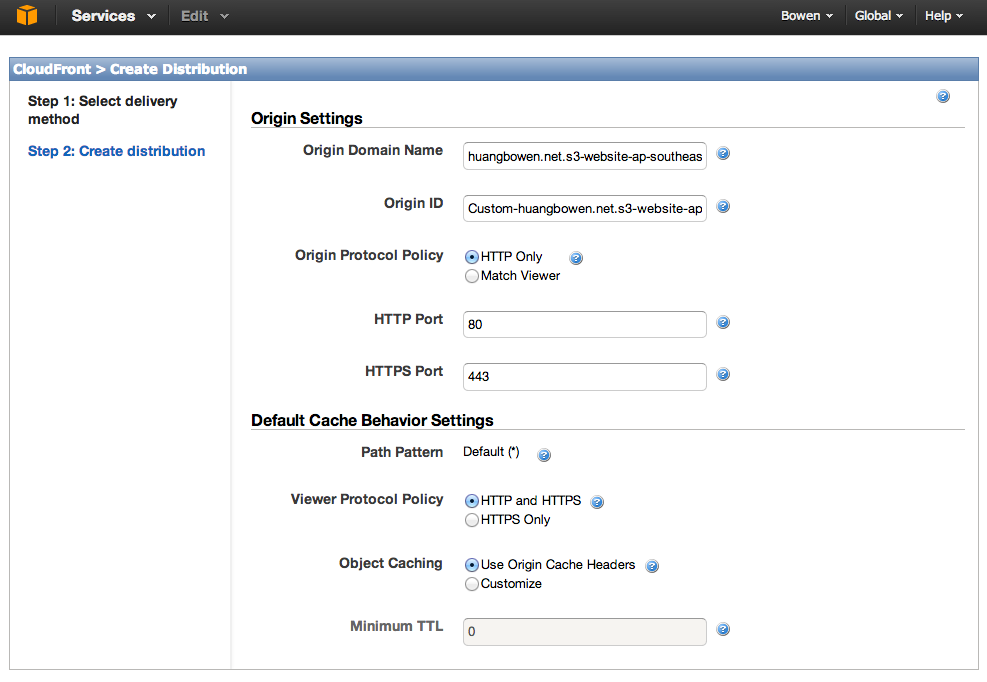 Services Edit Bowen Global Help
CloudFront > Create Distribution
Step 1: Select delivery
method
Step 2: Create distribution
Origin Settings
Origin Domain Name huangbowen.net.s3-website-ap-southeas
Origin ID Custom-huangbowen.net.s3-website-ap
Origin Protocol Policy HTTP Only
Match Viewer
HTTP Port 80
HTTPS Port 443
Default Cache Behavior Settings
Path Pattern Default (*)
Viewer Protocol Policy HTTP and HTTPS
HTTPS Only
Object Caching Use Origin Cache Headers
Customize
Minimum TTL 0